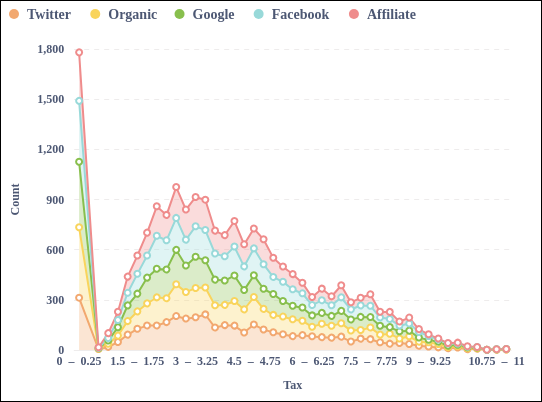 Twitter Organic Google Facebook Affiliate
1,800
1,500
1,200
900
600
300
0
Count
0 – 0.25 1.5 – 1.75 3 – 3.25 4.5 – 4.75 6 – 6.25 7.5 – 7.75 9 – 9.25 10.75 – 11
Tax